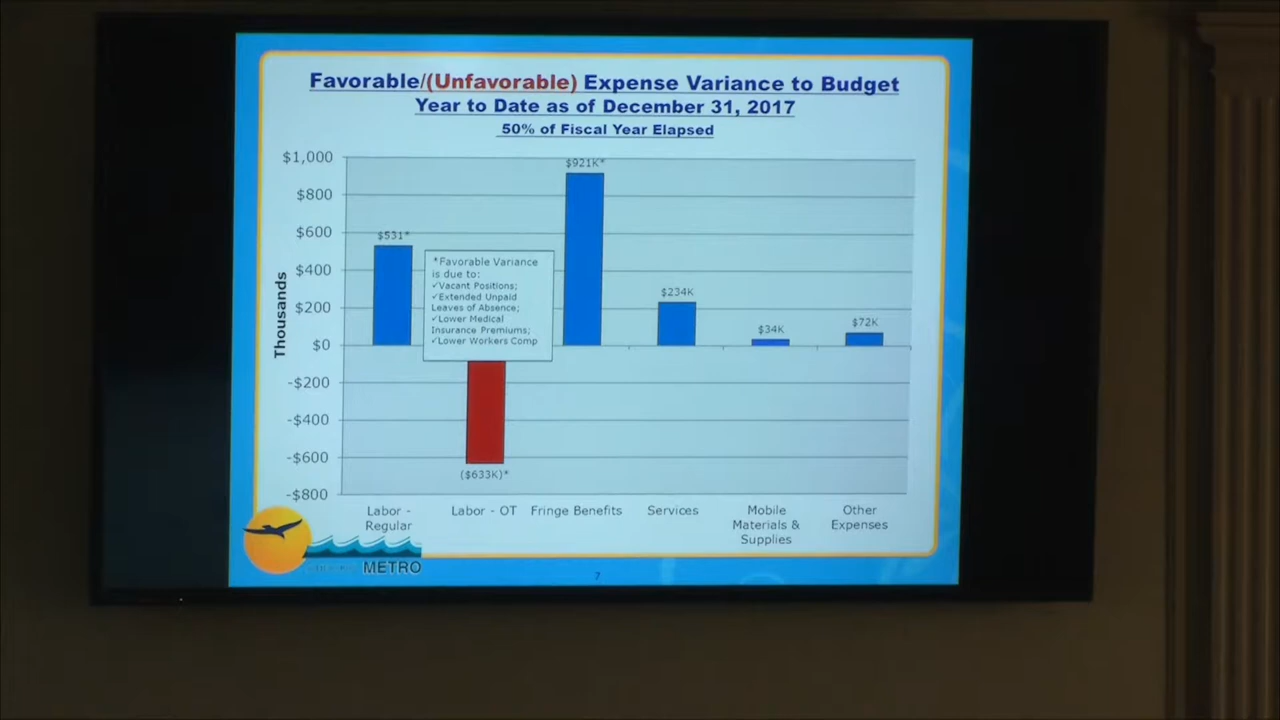 Favorable/(Unfavorable) Expense Variance to Budget
Year to Date as of December 31, 2017
50% of Fiscal Year Elapsed
Thousands
$1,000
$800
$600
$400
$200
$0
-$200
-$400
-$600
-$800
$531*
($633K)*
$921K*
$234K
$34K
$72K
*Favorable Variance
is due to:
✓Vacant Positions;
✓Extended Unpaid
Leaves of Absence;
✓Lower Medical
Insurance Premiums;
✓Lower Workers Comp
Labor -
Regular
Labor - OT
Fringe Benefits
Services
Mobile
Materials &
Supplies
Other
Expenses
METRO
7